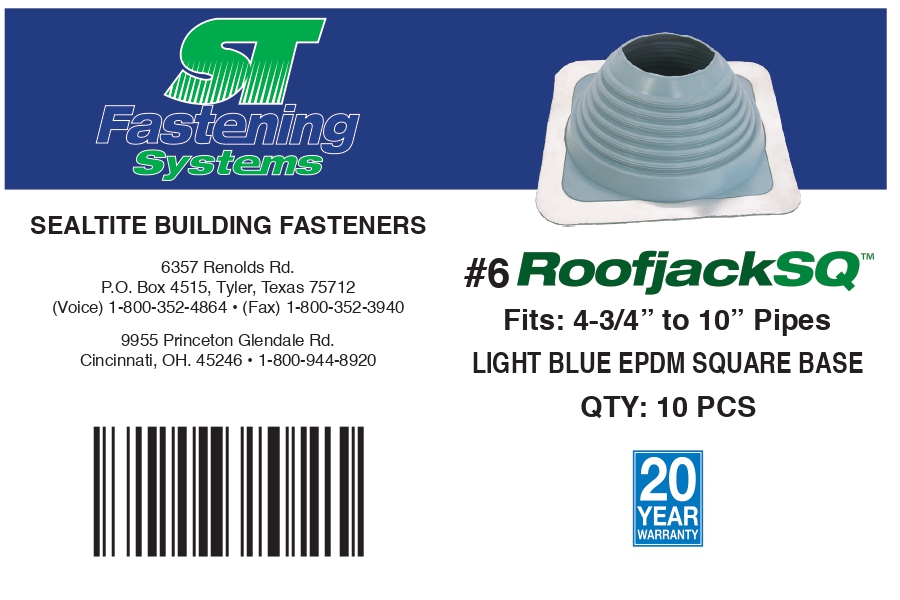 ST
Fastening
Systems
SEALTITE BUILDING FASTENERS
6357 Renolds Rd.
P.O. Box 4515, Tyler, Texas 75712
(Voice) 1-800-352-4864 • (Fax) 1-800-352-3940
9955 Princeton Glendale Rd.
Cincinnati, OH. 45246 • 1-800-944-8920
#6 RoofjackSQ™
Fits: 4-3/4” to 10” Pipes
LIGHT BLUE EPDM SQUARE BASE
QTY: 10 PCS
20
YEAR
WARRANTY